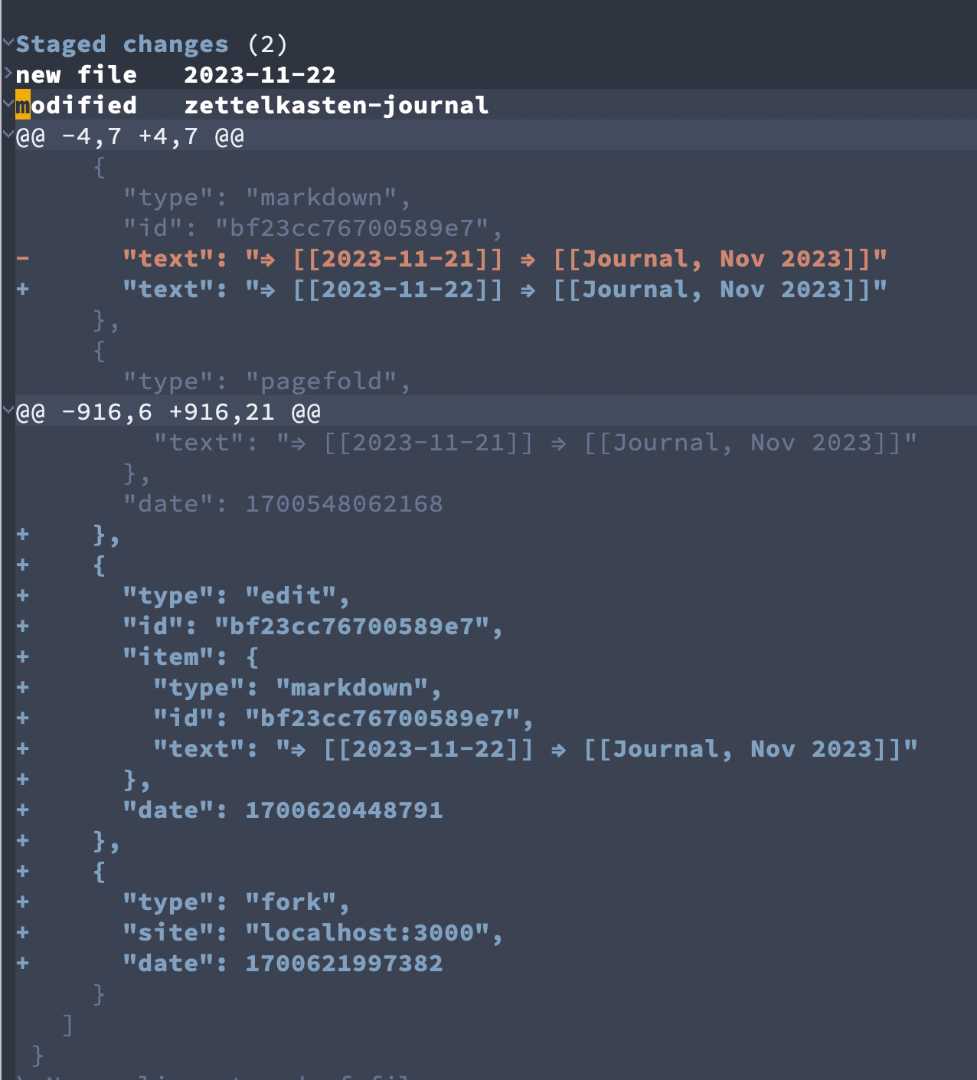 Staged changes (2)
new file   2023-11-22
modified   zettelkasten-journal
@@ -4,7 +4,7 @@
     {
       "type": "markdown",
       "id": "bf23cc76700589e7",
-      "text": "⇒ [[2023-11-21]] ⇒ [[Journal, Nov 2023]]"
+      "text": "⇒ [[2023-11-22]] ⇒ [[Journal, Nov 2023]]"
     },
     {
       "type": "pagefold",
@@ -916,6 +916,21 @@
         "text": "⇒ [[2023-11-21]] ⇒ [[Journal, Nov 2023]]"
       },
       "date": 1700548062168
+    },
+    {
+      "type": "edit",
+      "id": "bf23cc76700589e7",
+      "item": {
+        "type": "markdown",
+        "id": "bf23cc76700589e7",
+        "text": "⇒ [[2023-11-22]] ⇒ [[Journal, Nov 2023]]"
+      },
+      "date": 1700620448791
+    },
+    {
+      "type": "fork",
+      "site": "localhost:3000",
+      "date": 1700621997382
     }
   ]
 }